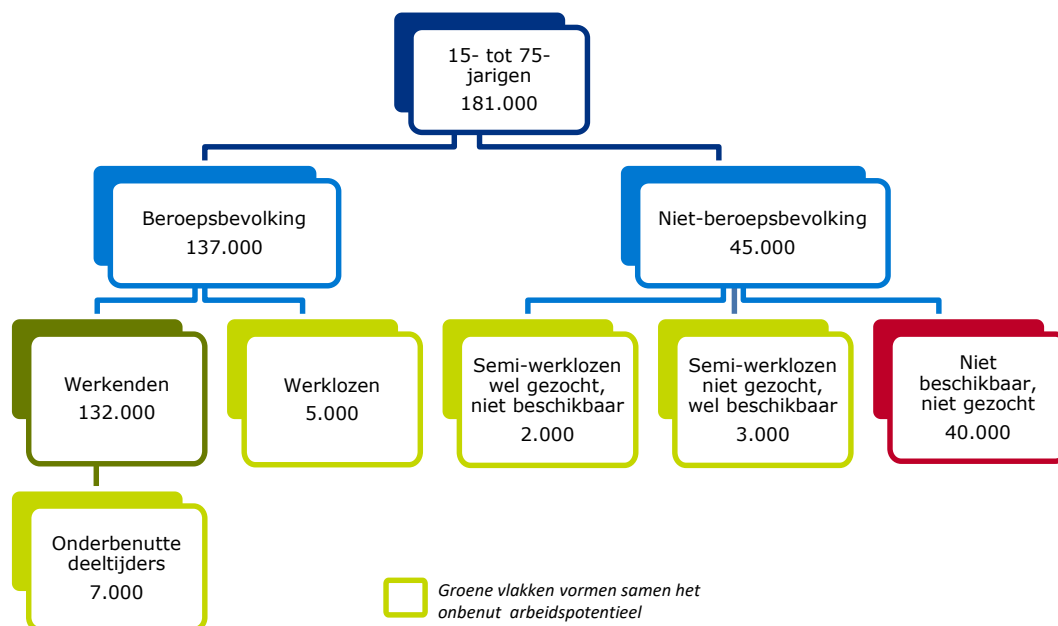 15- tot 75-
jarigen
181.000
Beroepsbevolking
137.000
Niet-beroepsbevolking
45.000
Werkenden
132.000
Werklozen
5.000
Semi-werklozen
wel gezocht,
niet beschikbaar
2.000
Semi-werklozen
niet gezocht,
wel beschikbaar
3.000
Niet
beschikbaar,
niet gezocht
40.000
Onderbenutte
deeltijders
7.000
Groene vlakken vormen samen het
onbenut arbeidspotentieel